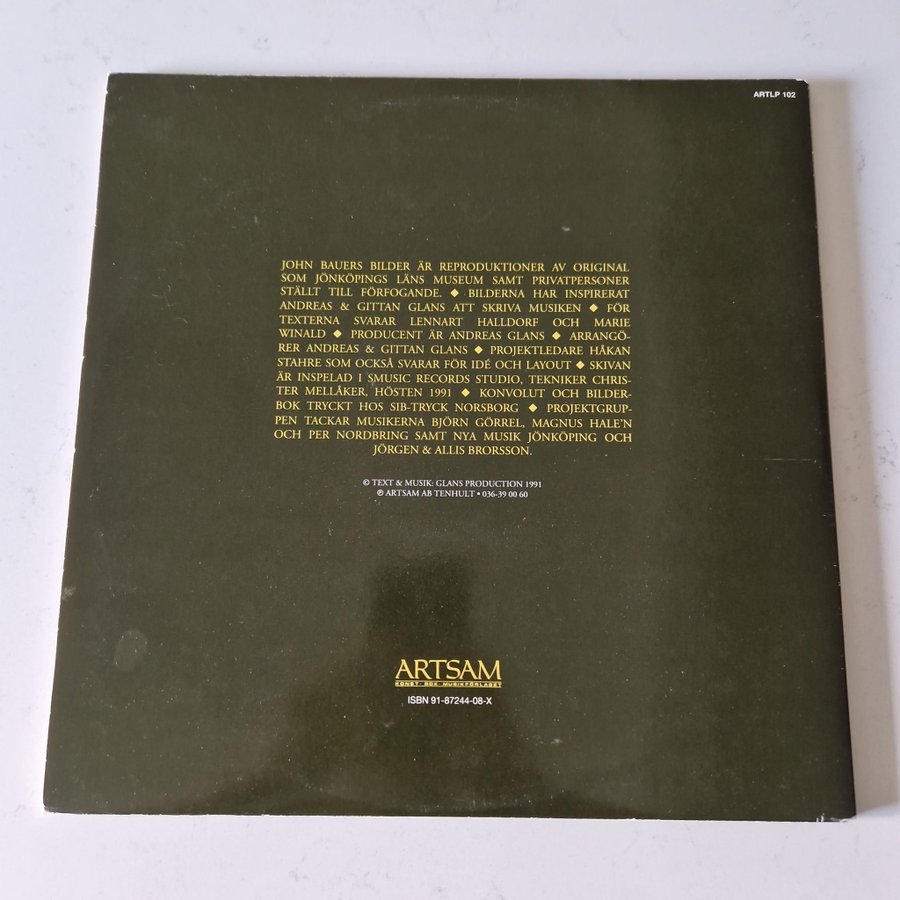 ARTLP 102
JOHN BAUERS BILDER ÄR REPRODUKTIONER AV ORIGINAL
SOM JÖNKÖPINGS LÄNS MUSEUM SAMT PRIVATPERSONER
STÄLLT TILL FÖRFOGANDE. ◆ BILDERNA HAR INSPIRERAT
ANDREAS & GITTAN GLANS ATT SKRIVA MUSIKEN ◆ FÖR
TEXTERNA SVARAR LENNART HALLDORF OCH MARIE
WINALD ◆ PRODUCENT ÄR ANDREAS GLANS ◆ ARRANGÖ-
RER ANDREAS & GITTAN GLANS ◆ PROJEKTLEDARE HÅKAN
STAHRE SOM OCKSÅ SVARAR FÖR IDÉ OCH LAYOUT ◆ SKIVAN
ÄR INSPELAD I SMUSIC RECORDS STUDIO, TEKNIKER CHRIS-
TER MELLÅKER, HÖSTEN 1991 ◆ KONVOLUT OCH BILDER-
BOK TRYCKT HOS SIB-TRYCK NORSBORG ◆ PROJEKTGRUP-
PEN TACKAR MUSIKERNA BJÖRN GÖRREL, MAGNUS HALE'N
OCH PER NORDBRING SAMT NYA MUSIK JÖNKÖPING OCH
JÖRGEN & ALLIS BRORSSON.
© TEXT & MUSIK: GLANS PRODUCTION 1991
℗ ARTSAM AB TENHULT • 036-39 00 60
ARTSAM
KONST- BOK MUSIKFÖRLAGET
ISBN 91-87244-08-X